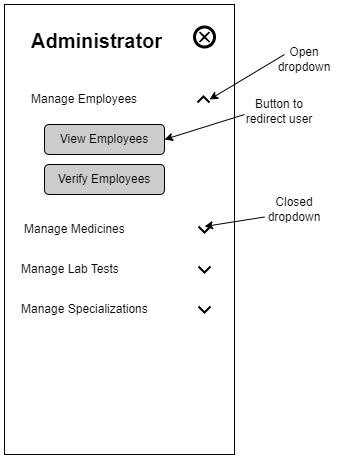 Administrator
Open
dropdown
Manage Employees
Button to
redirect user
View Employees
Verify Employees
Closed
dropdown
Manage Medicines
Manage Lab Tests
Manage Specializations